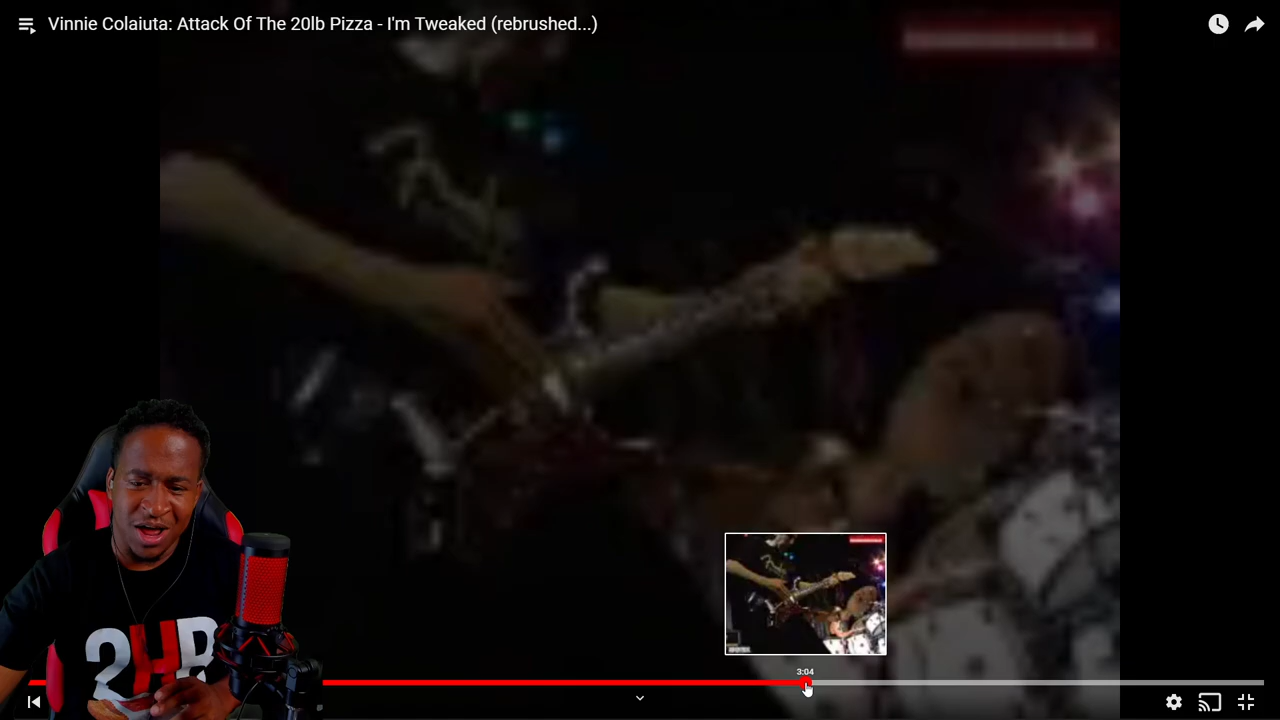 Vinnie Colaiuta: Attack Of The 20lb Pizza - I'm Tweaked (rebrushed...)
3:04
2HB